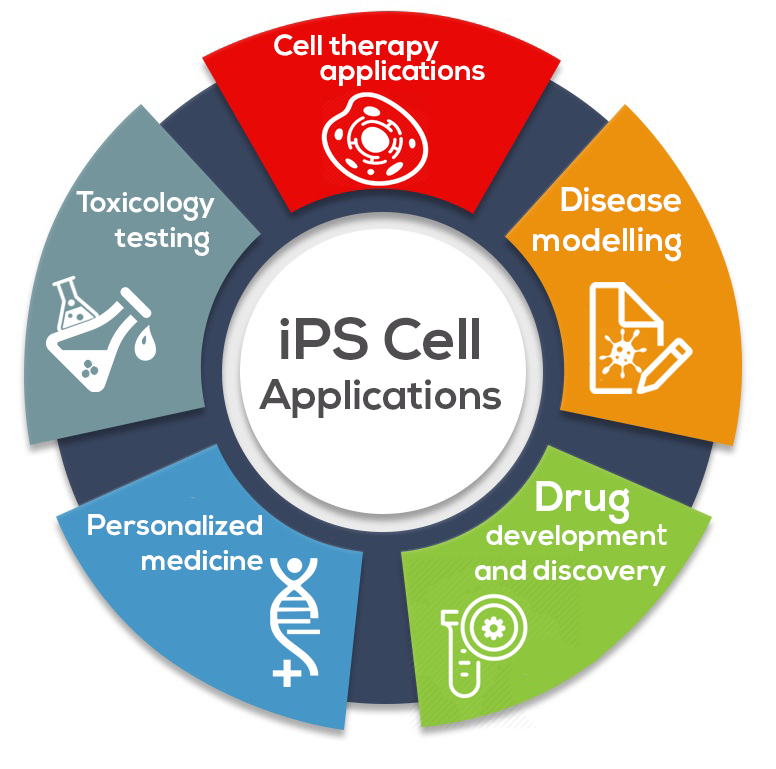 Cell therapy
applications
Disease
modelling
Drug
development
and discovery
Personalized
medicine
Toxicology
testing
iPS Cell
Applications